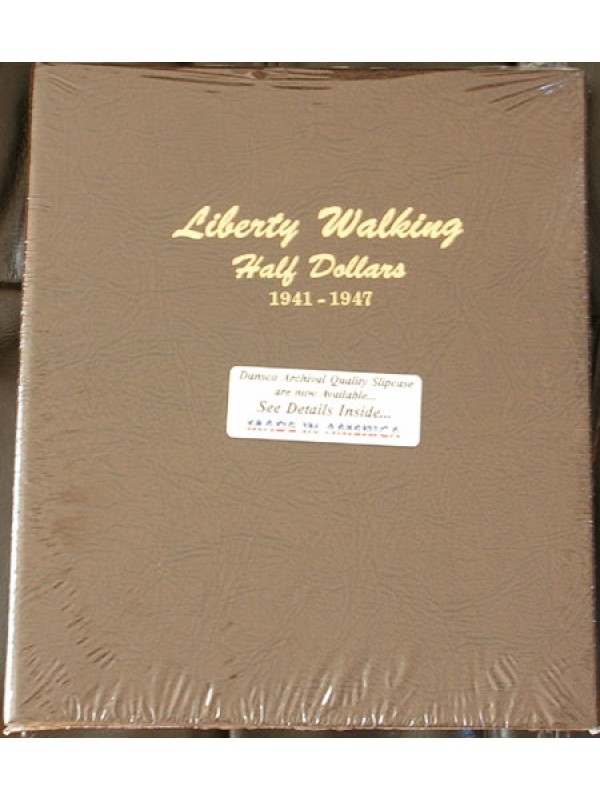 Liberty Walking
Half Dollars
1941 - 1947
Dansco Archival Quality Slipcase
are now Available...
See Details Inside...
MADE IN AMERICA